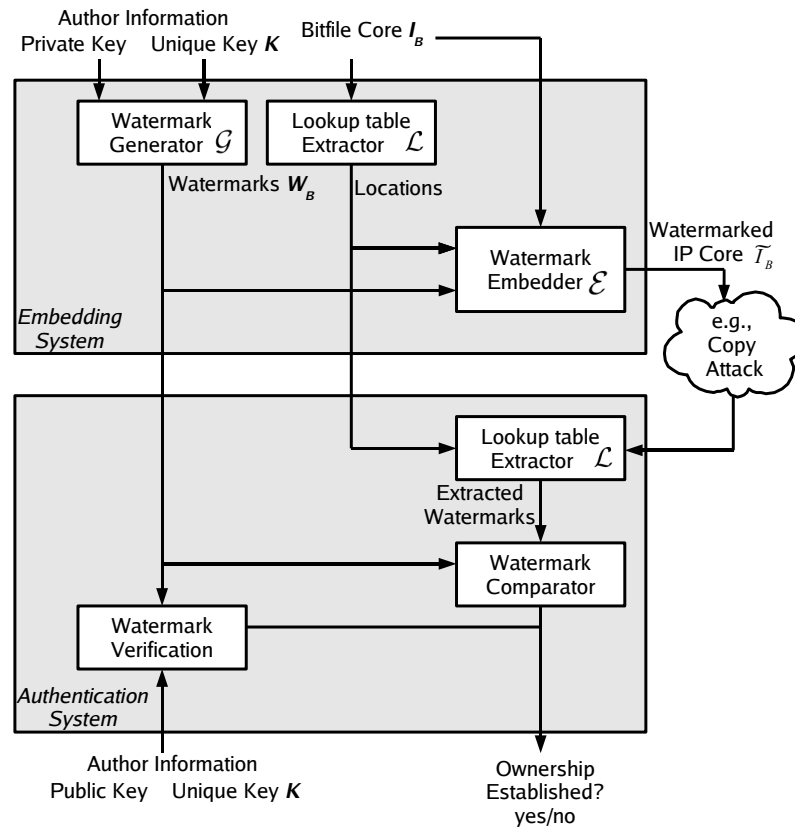 Author Information
Private Key Unique Key K
Bitfile Core I_B
Watermark
Generator 𝒢
Lookup table
Extractor ℒ
Watermarks W_B
Locations
Watermark
Embedder ℰ
Watermarked
IP Core Ĩ_B
e.g.,
Copy
Attack
Embedding
System
Lookup table
Extractor ℒ
Extracted
Watermarks
Watermark
Comparator
Watermark
Verification
Authentication
System
Author Information
Public Key Unique Key K
Ownership
Established?
yes/no